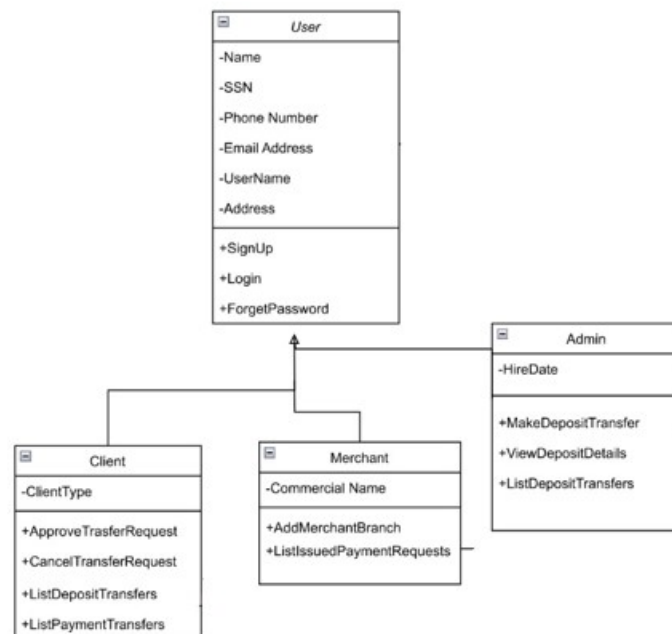 User
-Name
-SSN
-Phone Number
-Email Address
-UserName
-Address
+SignUp
+Login
+ForgetPassword
Admin
-HireDate
+MakeDepositTransfer
+ViewDepositDetails
+ListDepositTransfers
Client
-ClientType
+ApproveTrasferRequest
+CancelTransferRequest
+ListDepositTransfers
+ListPaymentTransfers
Merchant
-Commercial Name
+AddMerchantBranch
+ListIssuedPaymentRequests